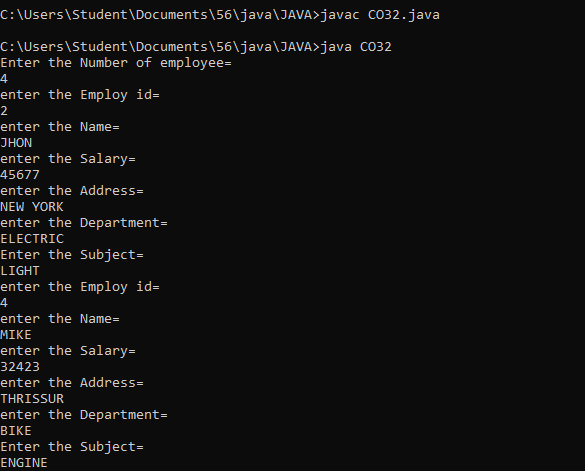 C:\Users\Student\Documents\56\java\JAVA>javac CO32.java
C:\Users\Student\Documents\56\java\JAVA>java CO32
Enter the Number of employee=
4
enter the Employ id=
2
enter the Name=
JHON
enter the Salary=
45677
enter the Address=
NEW YORK
enter the Department=
ELECTRIC
Enter the Subject=
LIGHT
enter the Employ id=
4
enter the Name=
MIKE
enter the Salary=
32423
enter the Address=
THRISSUR
enter the Department=
BIKE
Enter the Subject=
ENGINE